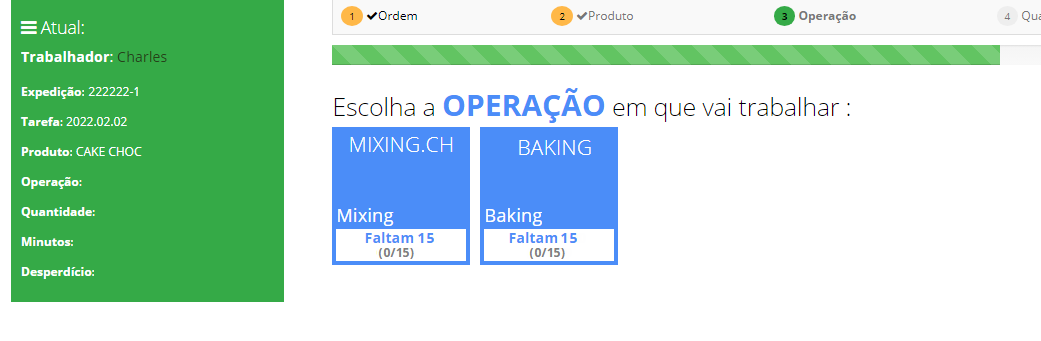 Atual:
Trabalhador: Charles
Expedição: 222222-1
Tarefa: 2022.02.02
Produto: CAKE CHOC
Operação:
Quantidade:
Minutos:
Desperdício:
1 Ordem
2 Produto
3 Operação
4 Qua
Escolha a OPERAÇÃO em que vai trabalhar :
MIXING.CH
Mixing
Faltam 15
(0/15)
BAKING
Baking
Faltam 15
(0/15)